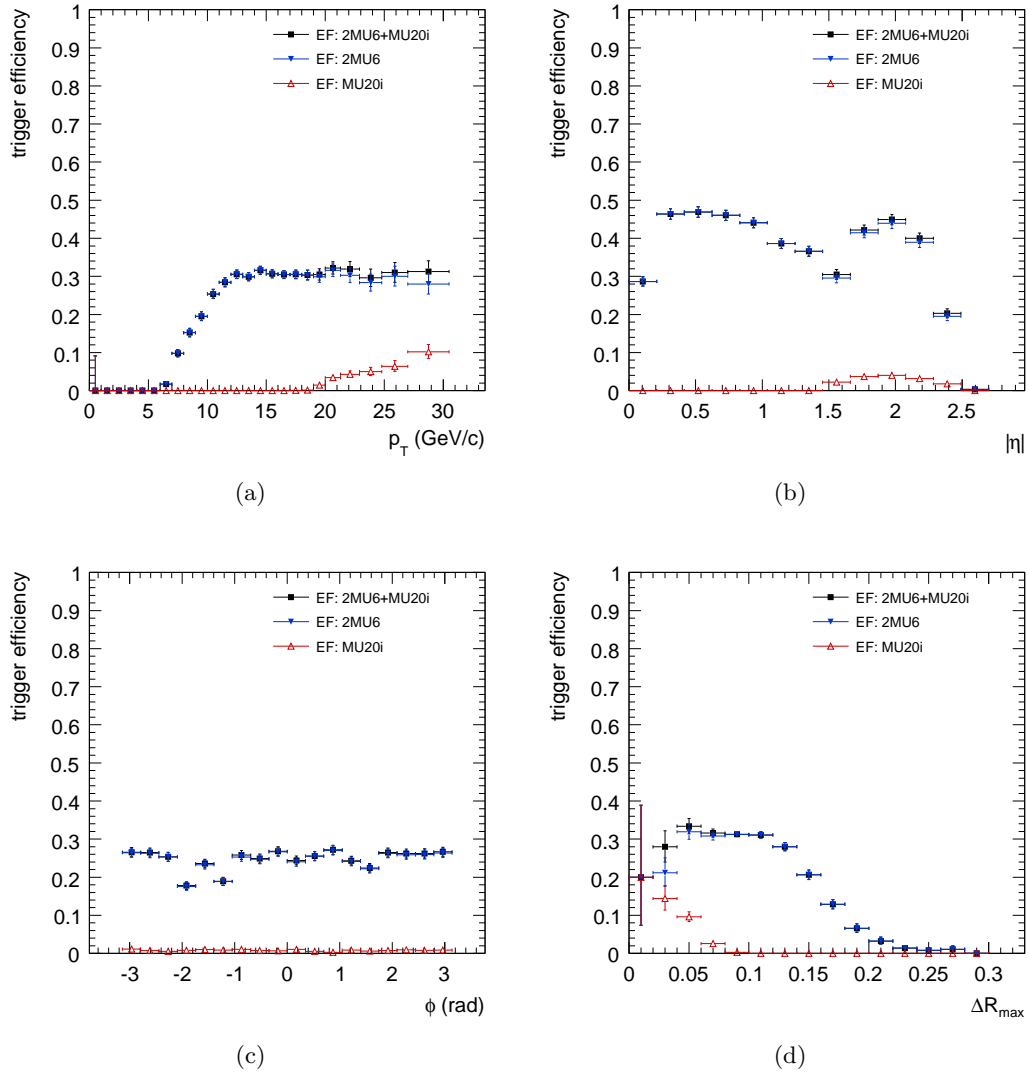 trigger efficiency
1
0.9
0.8
0.7
0.6
0.5
0.4
0.3
0.2
0.1
0
EF: 2MU6+MU20i
EF: 2MU6
EF: MU20i
0 5 10 15 20 25 30
p_T (GeV/c)
(a)
trigger efficiency
1
0.9
0.8
0.7
0.6
0.5
0.4
0.3
0.2
0.1
0
EF: 2MU6+MU20i
EF: 2MU6
EF: MU20i
0 0.5 1 1.5 2 2.5
|η|
(b)
trigger efficiency
1
0.9
0.8
0.7
0.6
0.5
0.4
0.3
0.2
0.1
0
EF: 2MU6+MU20i
EF: 2MU6
EF: MU20i
-3 -2 -1 0 1 2 3
ϕ (rad)
(c)
trigger efficiency
1
0.9
0.8
0.7
0.6
0.5
0.4
0.3
0.2
0.1
0
EF: 2MU6+MU20i
EF: 2MU6
EF: MU20i
0 0.05 0.1 0.15 0.2 0.25 0.3
ΔR_max
(d)